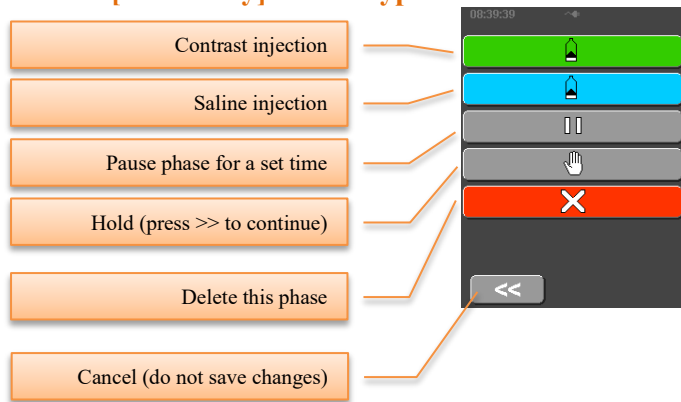 08:39:39
Contrast injection
Saline injection
Pause phase for a set time
Hold (press >> to continue)
Delete this phase
<<
Cancel (do not save changes)